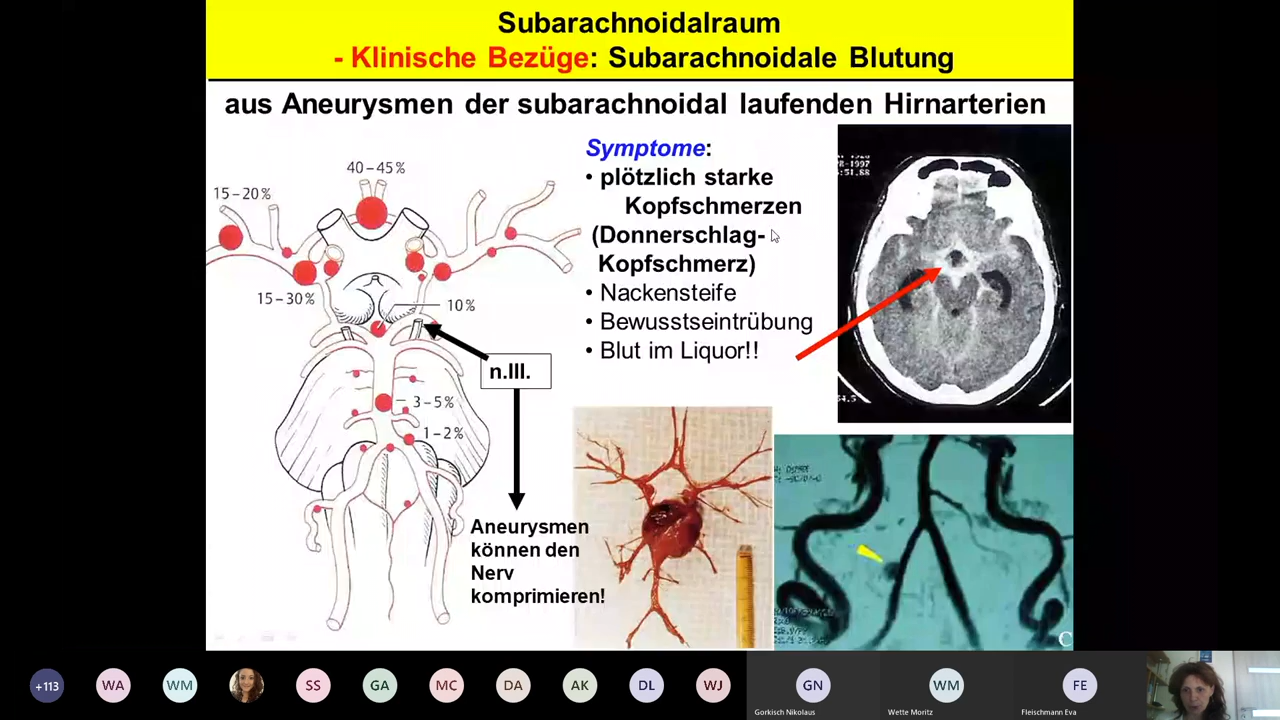 Subarachnoidalraum
- Klinische Bezüge: Subarachnoidale Blutung
aus Aneurysmen der subarachnoidal laufenden Hirnarterien
40–45%
15–20%
15–30%
10%
n.III.
3–5%
1–2%
Aneurysmen
können den
Nerv
komprimieren!
Symptome:
• plötzlich starke
Kopfschmerzen
(Donnerschlag-
Kopfschmerz)
• Nackensteife
• Bewusstseintrübung
• Blut im Liquor!!
C
+113
WA
WM
SS
GA
MC
DA
AK
DL
WJ
GN
Gorkisch Nikolaus
WM
Wette Moritz
FE
Fleischmann Eva